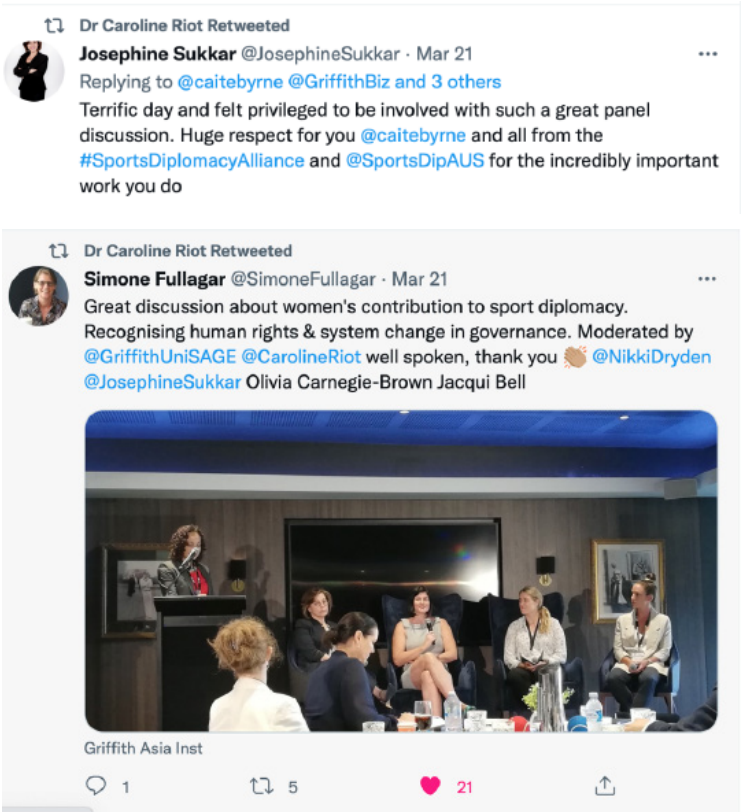 Dr Caroline Riot Retweeted
Josephine Sukkar @JosephineSukkar · Mar 21
Replying to @caitebyrne @GriffithBiz and 3 others
Terrific day and felt privileged to be involved with such a great panel
discussion. Huge respect for you @caitebyrne and all from the
#SportsDiplomacyAlliance and @SportsDipAUS for the incredibly important
work you do
Dr Caroline Riot Retweeted
Simone Fullagar @SimoneFullagar · Mar 21
Great discussion about women's contribution to sport diplomacy.
Recognising human rights & system change in governance. Moderated by
@GriffithUniSAGE @CarolineRiot well spoken, thank you 👏🏽 @NikkiDryden
@JosephineSukkar Olivia Carnegie-Brown Jacqui Bell
Griffith Asia Inst
1 5 21